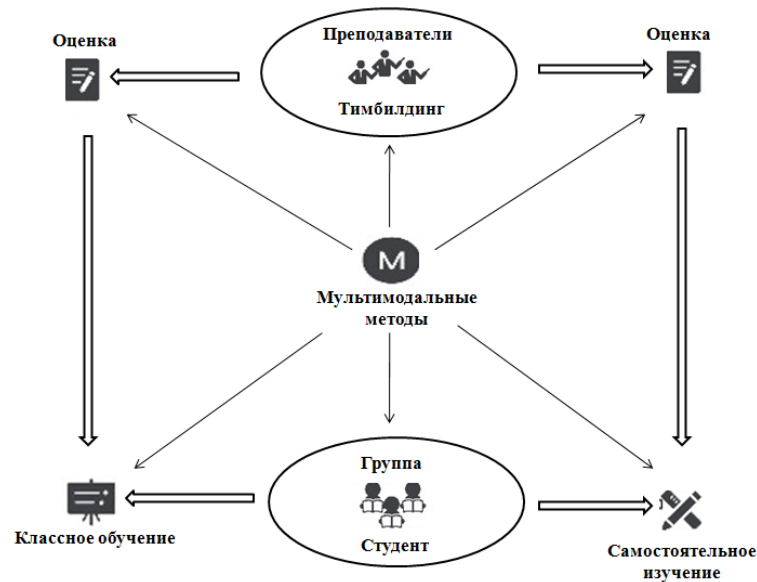 Оценка
Преподаватели
Тимбилдинг
Оценка
M
Мультимодальные
методы
Группа
Студент
Классное обучение
Самостоятельное
изучение